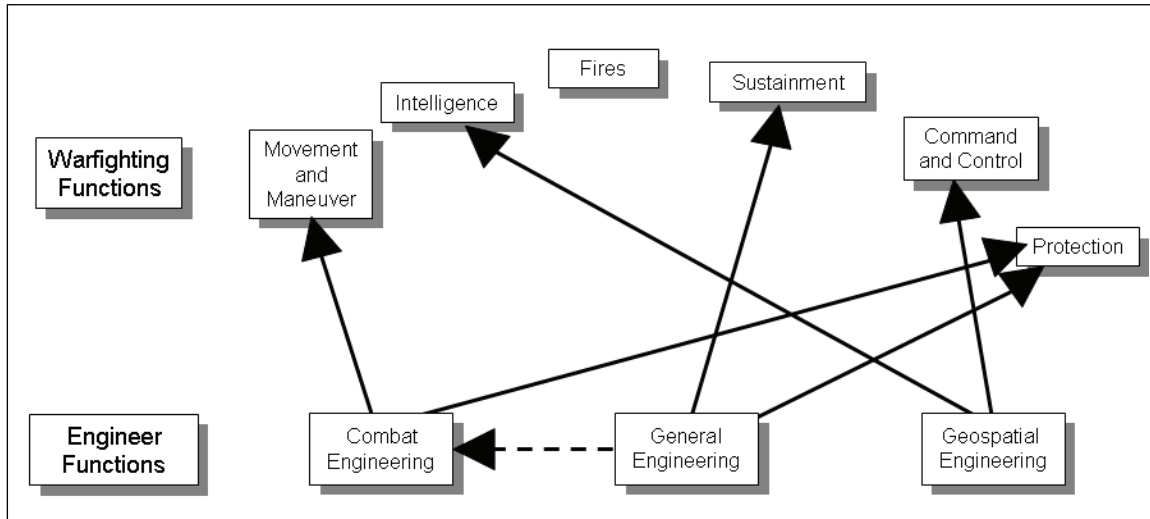 Fires
Sustainment
Intelligence
Command
and Control
Movement
and
Maneuver
Warfighting
Functions
Protection
Engineer
Functions
Combat
Engineering
General
Engineering
Geospatial
Engineering